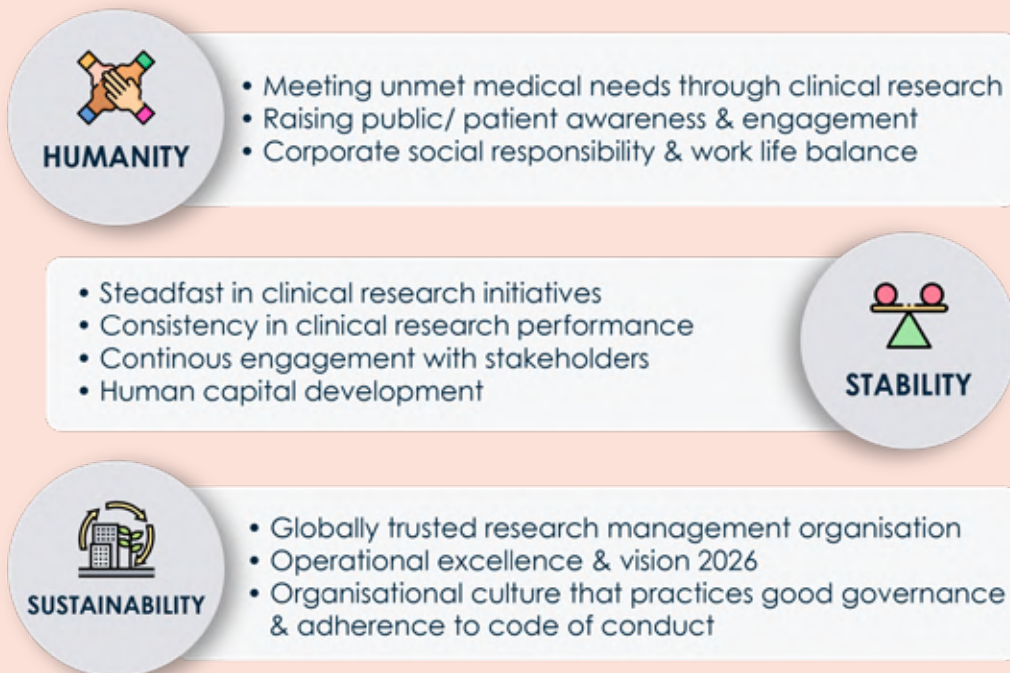 HUMANITY
• Meeting unmet medical needs through clinical research
• Raising public/ patient awareness & engagement
• Corporate social responsibility & work life balance
• Steadfast in clinical research initiatives
• Consistency in clinical research performance
• Continous engagement with stakeholders
• Human capital development
STABILITY
SUSTAINABILITY
• Globally trusted research management organisation
• Operational excellence & vision 2026
• Organisational culture that practices good governance
& adherence to code of conduct